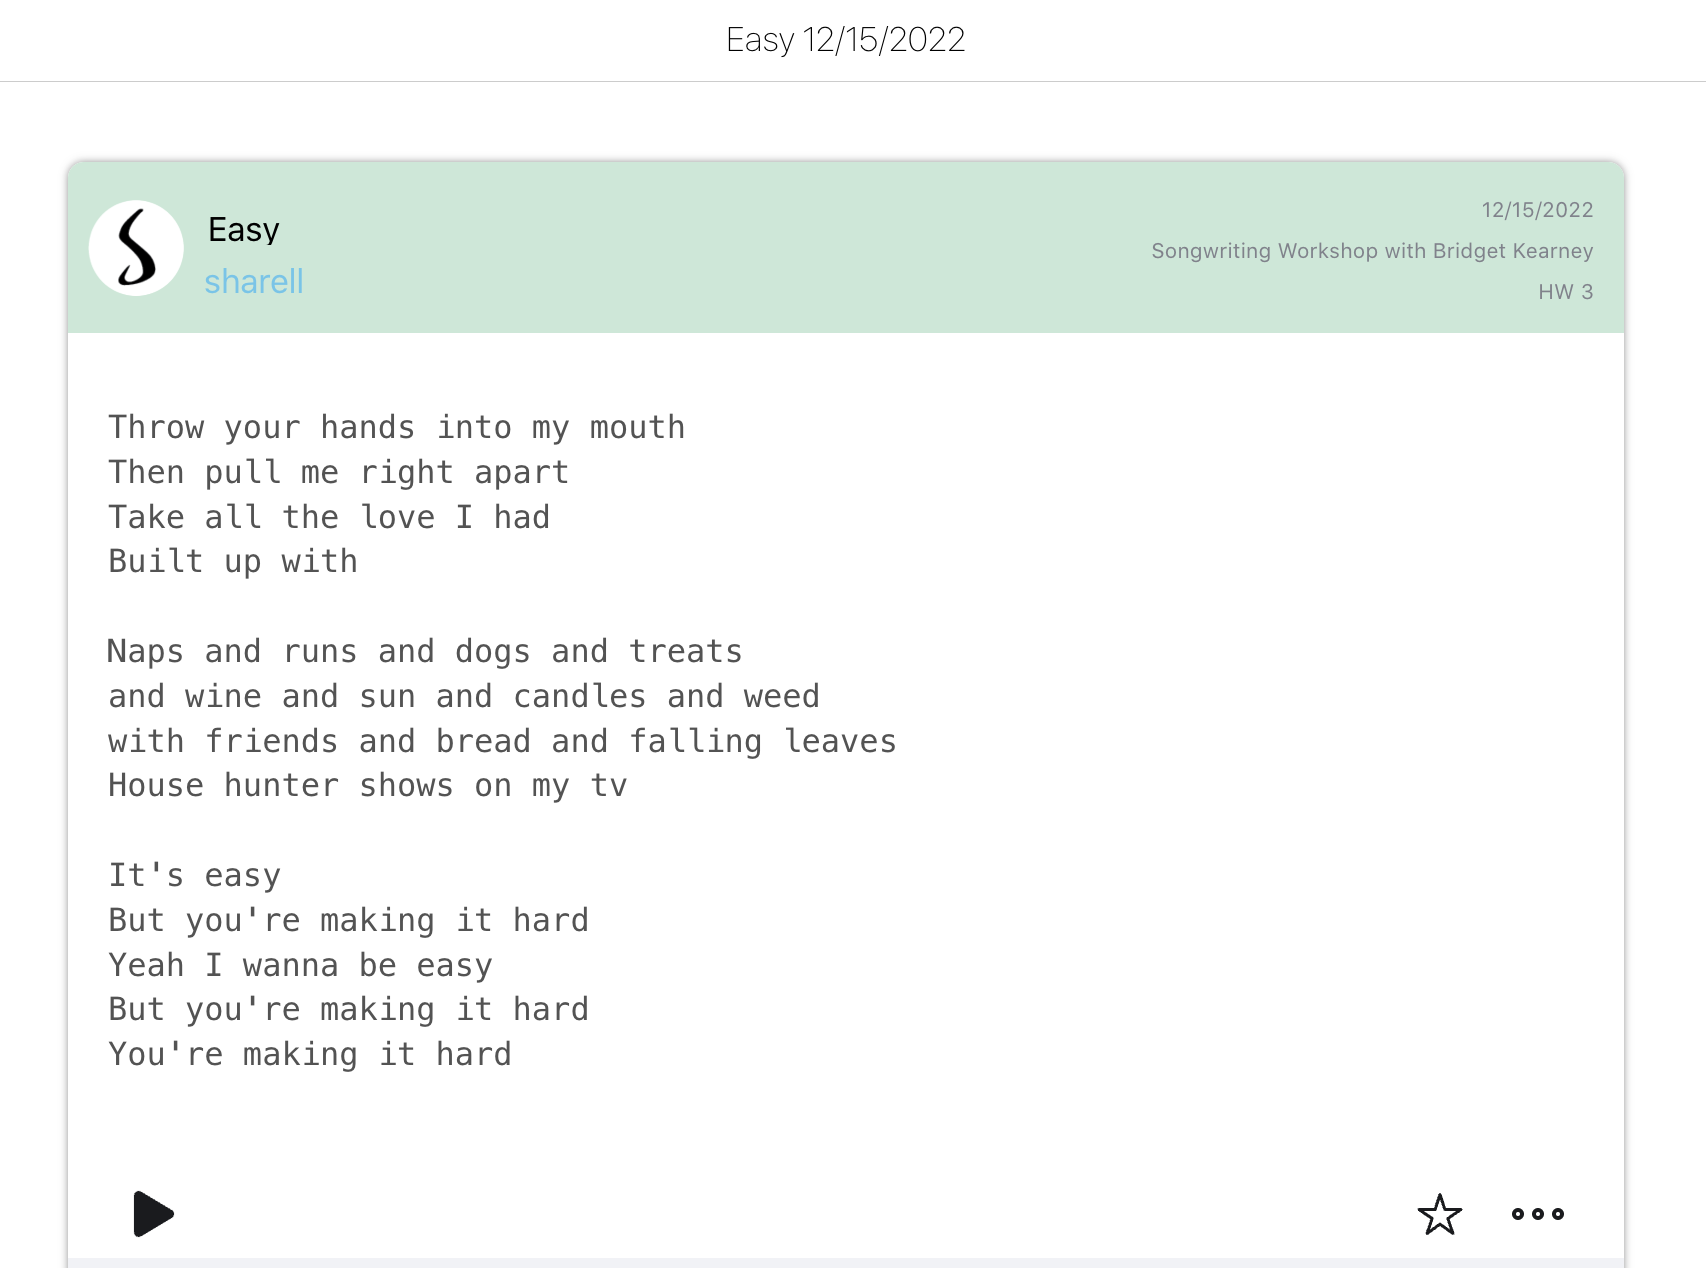 Easy 12/15/2022
Easy
sharell
12/15/2022
Songwriting Workshop with Bridget Kearney
HW 3
Throw your hands into my mouth
Then pull me right apart
Take all the love I had
Built up with
Naps and runs and dogs and treats
and wine and sun and candles and weed
with friends and bread and falling leaves
House hunter shows on my tv
It's easy
But you're making it hard
Yeah I wanna be easy
But you're making it hard
You're making it hard